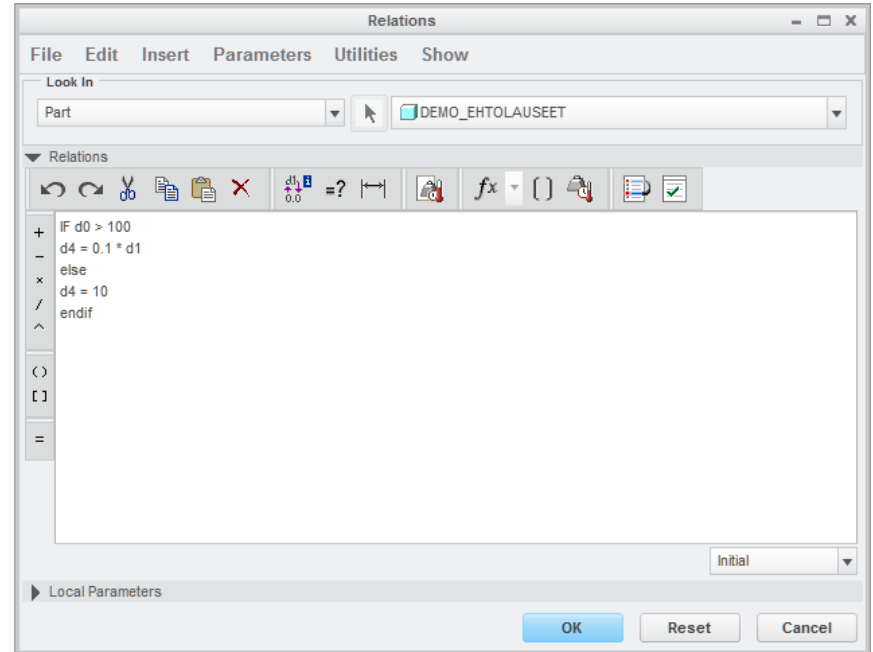 Relations
File Edit Insert Parameters Utilities Show
Look In
Part DEMO_EHTOLAUSEET
Relations
=? fx
IF d0 > 100
d4 = 0.1 * d1
else
d4 = 10
endif
+
-
×
/
^
()
[]
=
Initial
Local Parameters
OK Reset Cancel